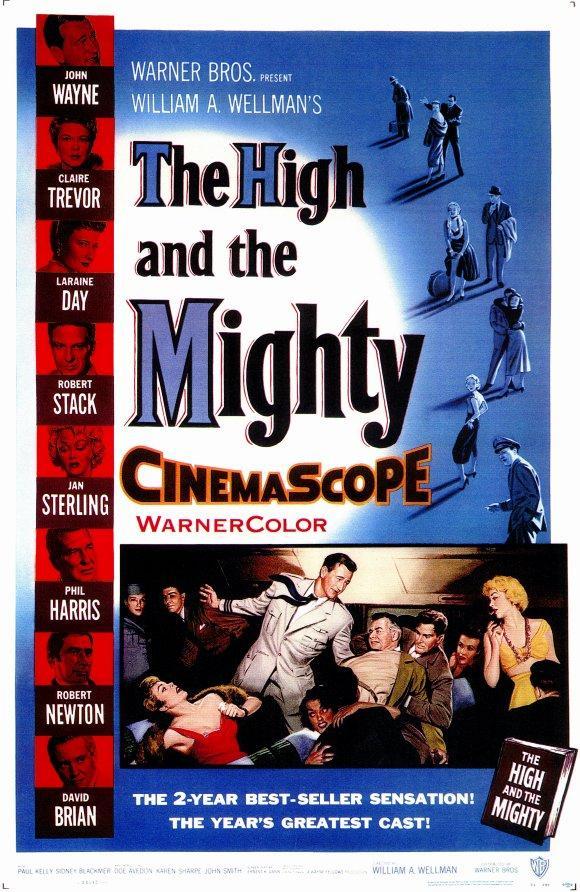 JOHN
WAYNE
CLAIRE
TREVOR
LARAINE
DAY
ROBERT
STACK
JAN
STERLING
PHIL
HARRIS
ROBERT
NEWTON
DAVID
BRIAN
WARNER BROS. PRESENT
WILLIAM A. WELLMAN'S
The High
and the
Mighty
CINEMASCOPE
WARNERCOLOR
THE 2-YEAR BEST-SELLER SENSATION!
THE YEAR'S GREATEST CAST!
THE
HIGH
AND THE
MIGHTY
PAUL KELLY SIDNEY BLACKMER DOE AVEDON KAREN SHARPE JOHN SMITH
WILLIAM A. WELLMAN
WARNER BROS
WB